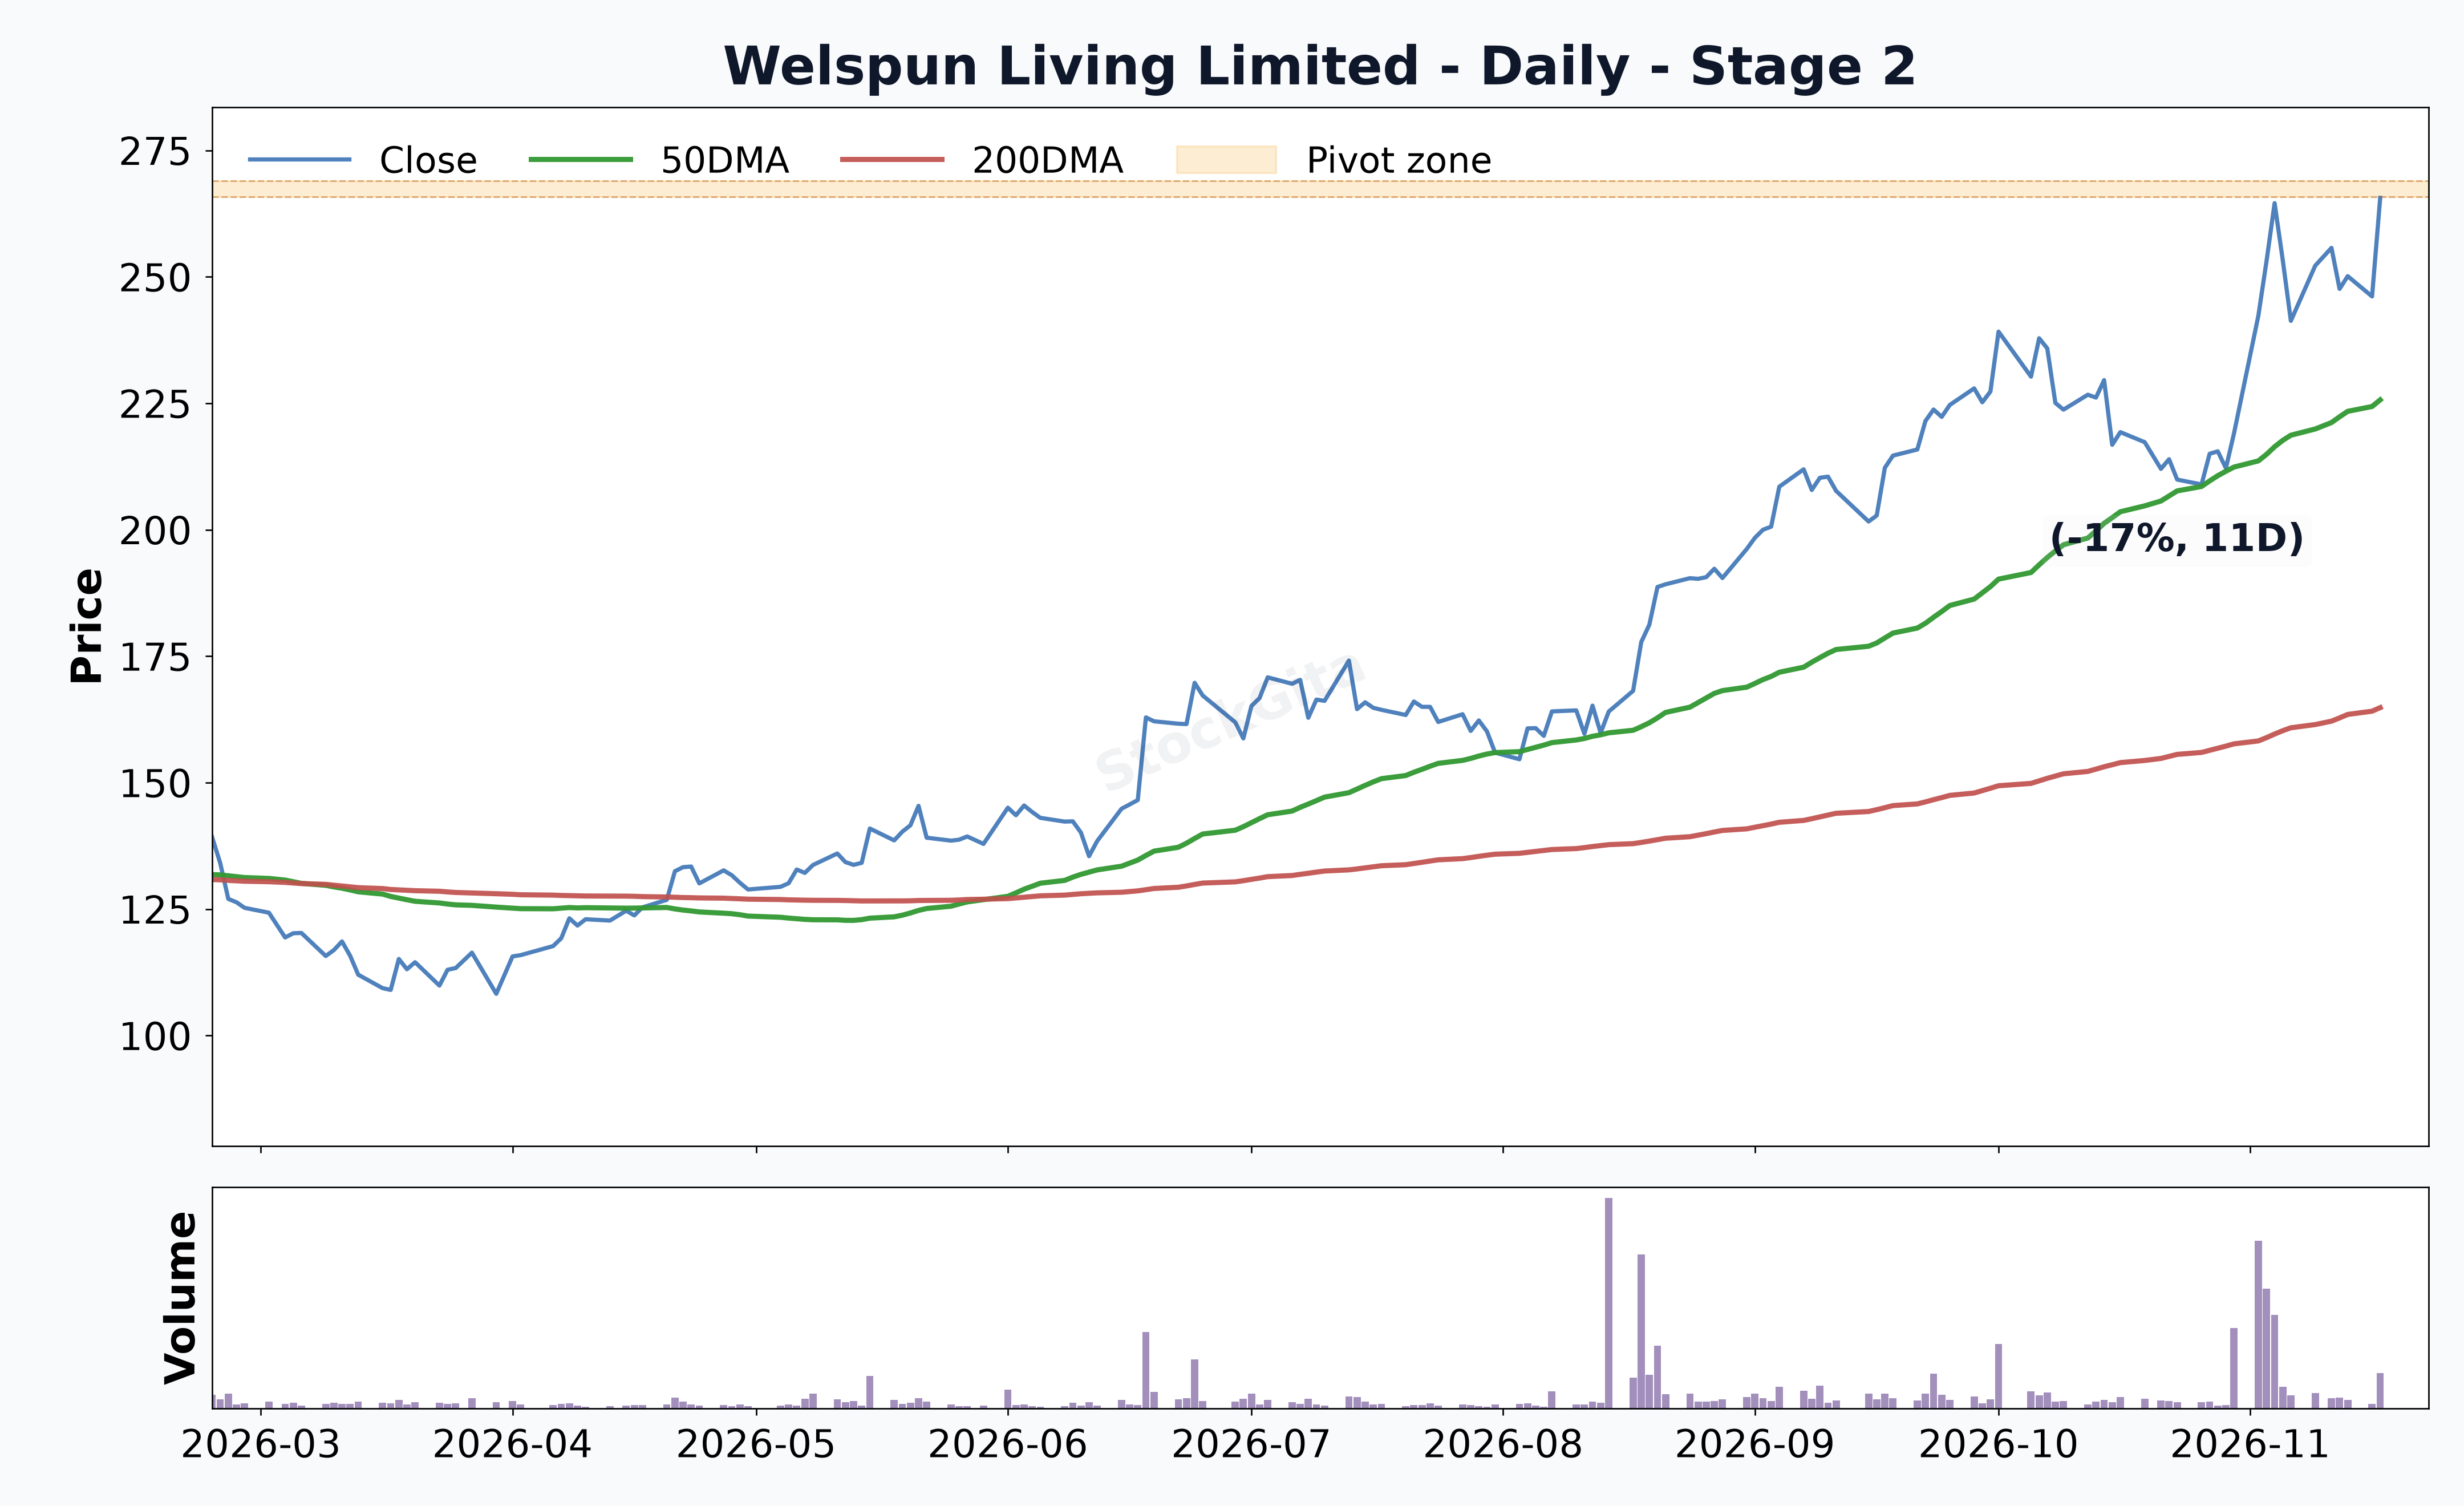 Welspun Living Limited - Daily - Stage 2
Close 50DMA 200DMA Pivot zone
275
250
225
200
175
150
125
100
Price
(-17%, 11D)
StockGita
Volume
2026-03 2026-04 2026-05 2026-06 2026-07 2026-08 2026-09 2026-10 2026-11